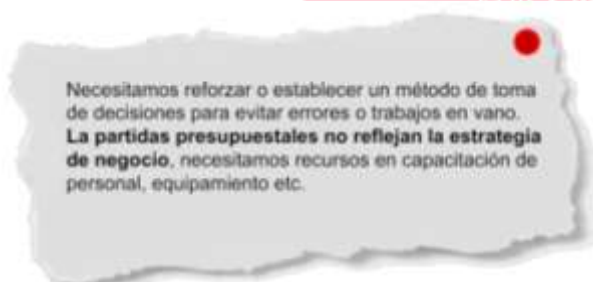 Necesitamos reforzar o establecer un método de toma
de decisiones para evitar errores o trabajos en vano.
La partidas presupuestales no reflejan la estrategia
de negocio, necesitamos recursos en capacitación de
personal, equipamiento etc.